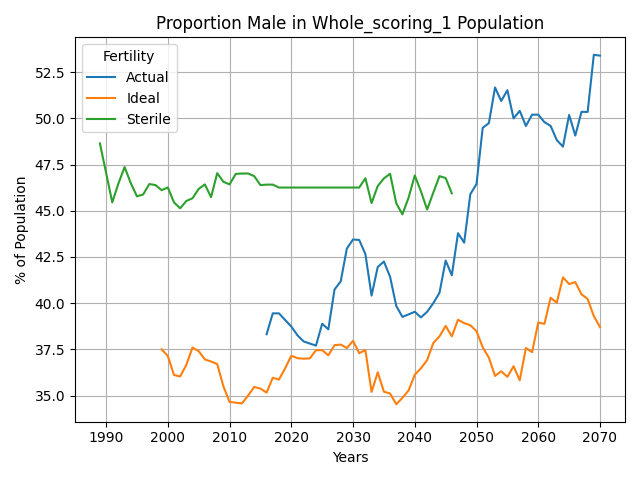 Proportion Male in Whole_scoring_1 Population
Fertility
Actual
Ideal
Sterile
% of Population
52.5
50.0
47.5
45.0
42.5
40.0
37.5
35.0
1990 2000 2010 2020 2030 2040 2050 2060 2070
Years